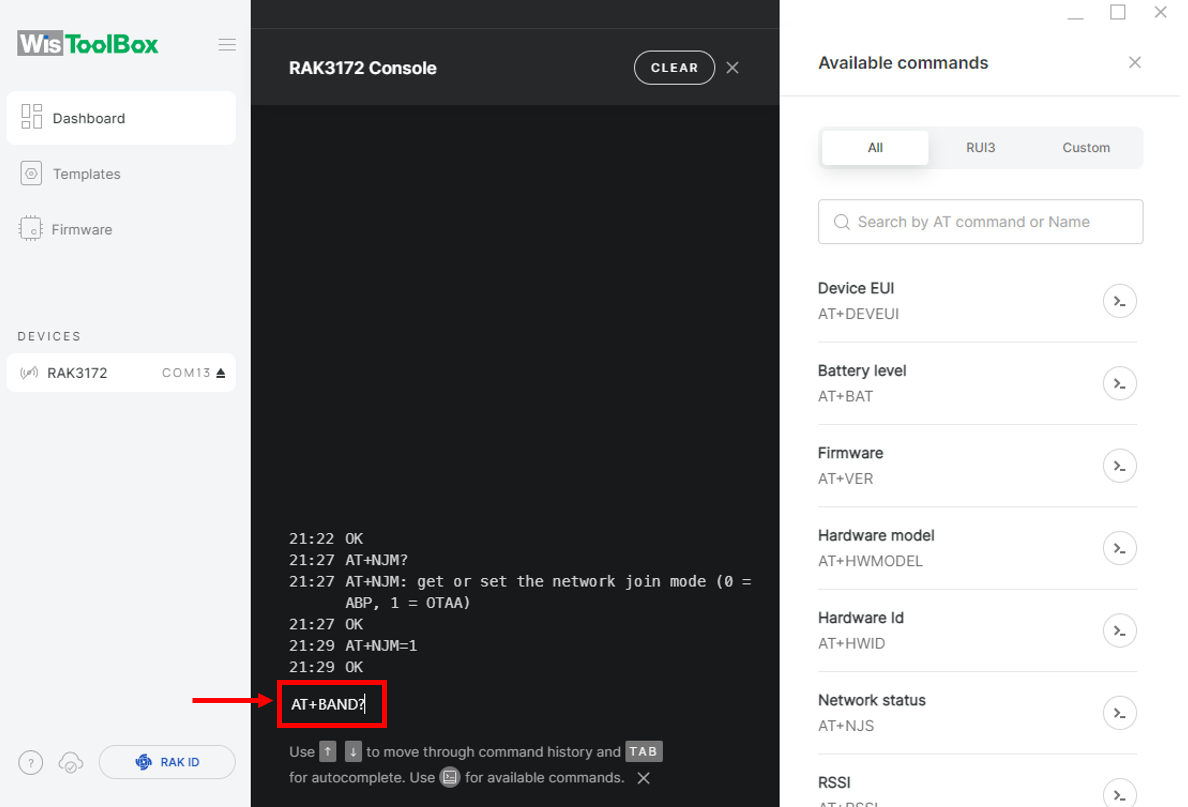 WisToolBox
Dashboard
Templates
Firmware
DEVICES
RAK3172 COM13
?
RAK ID
RAK3172 Console
CLEAR
21:22 OK
21:27 AT+NJM?
21:27 AT+NJM: get or set the network join mode (0 =
ABP, 1 = OTAA)
21:27 OK
21:29 AT+NJM=1
21:29 OK
AT+BAND?
Use ↑ ↓ to move through command history and TAB
for autocomplete. Use for available commands.
Available commands
All RUI3 Custom
Search by AT command or Name
Device EUI
AT+DEVEUI
Battery level
AT+BAT
Firmware
AT+VER
Hardware model
AT+HWMODEL
Hardware Id
AT+HWID
Network status
AT+NJS
RSSI
AT+RSSI